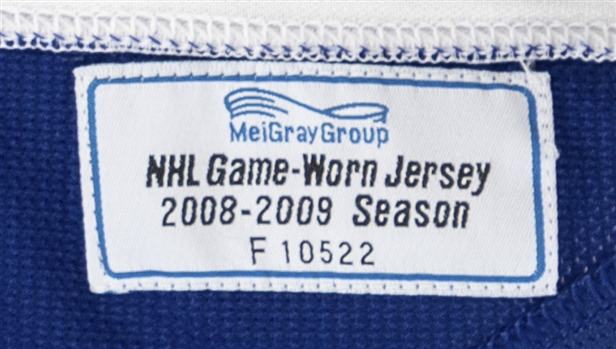 MeiGrayGroup
NHL Game-Worn Jersey
2008-2009 Season
F 10522